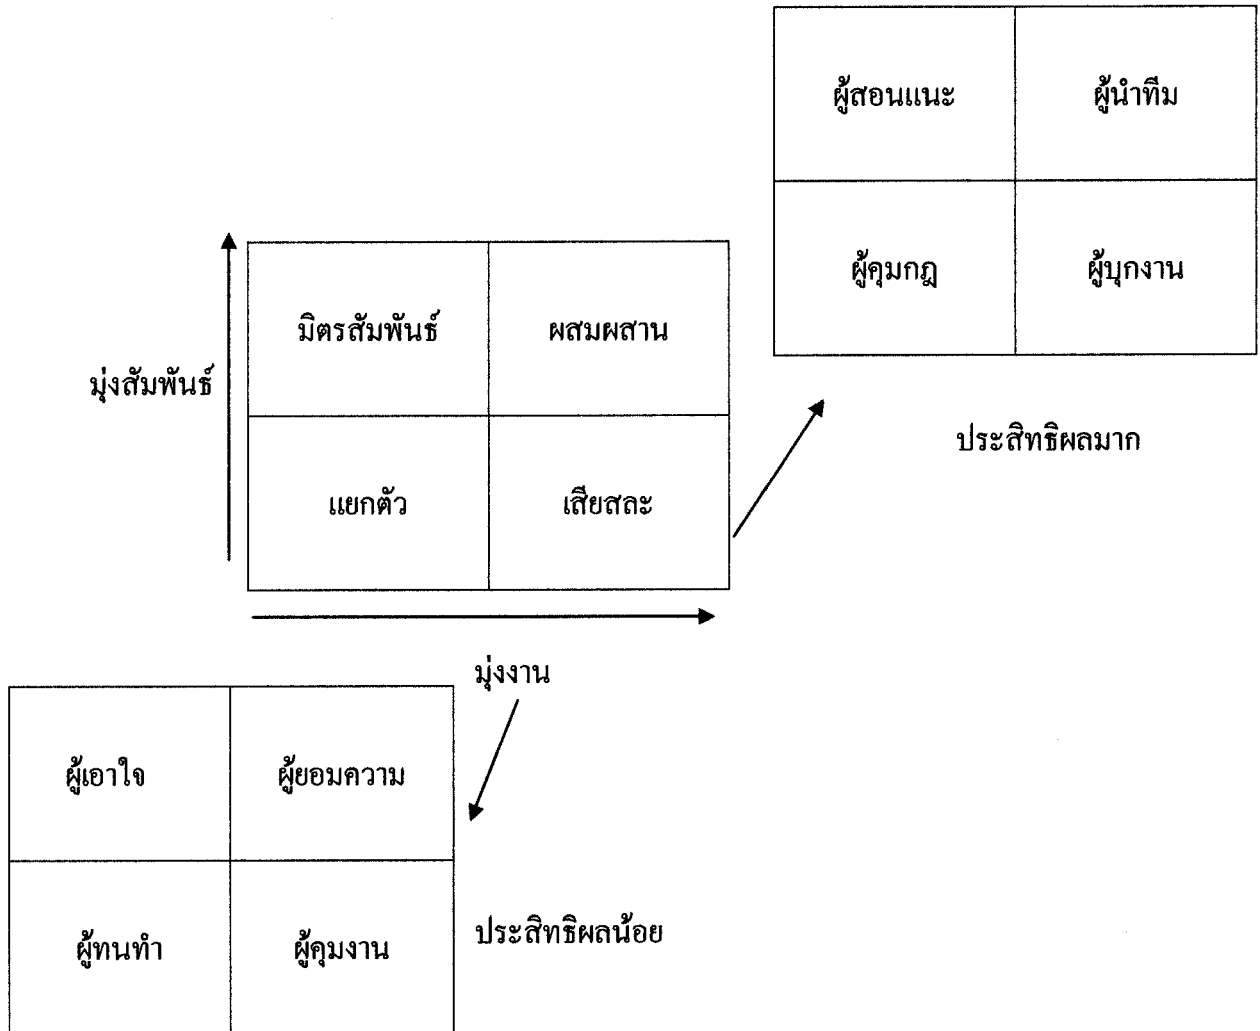 ผู้สอนแนะ ผู้นำทีม
ผู้คุมกฎ ผู้บุกงาน
มิตรสัมพันธ์ ผสมผสาน
มุ่งสัมพันธ์
ประสิทธิผลมาก
แยกตัว เสียสละ
มุ่งงาน
ผู้เอาใจ ผู้ยอมความ
ประสิทธิผลน้อย
ผู้ทนทำ ผู้คุมงาน